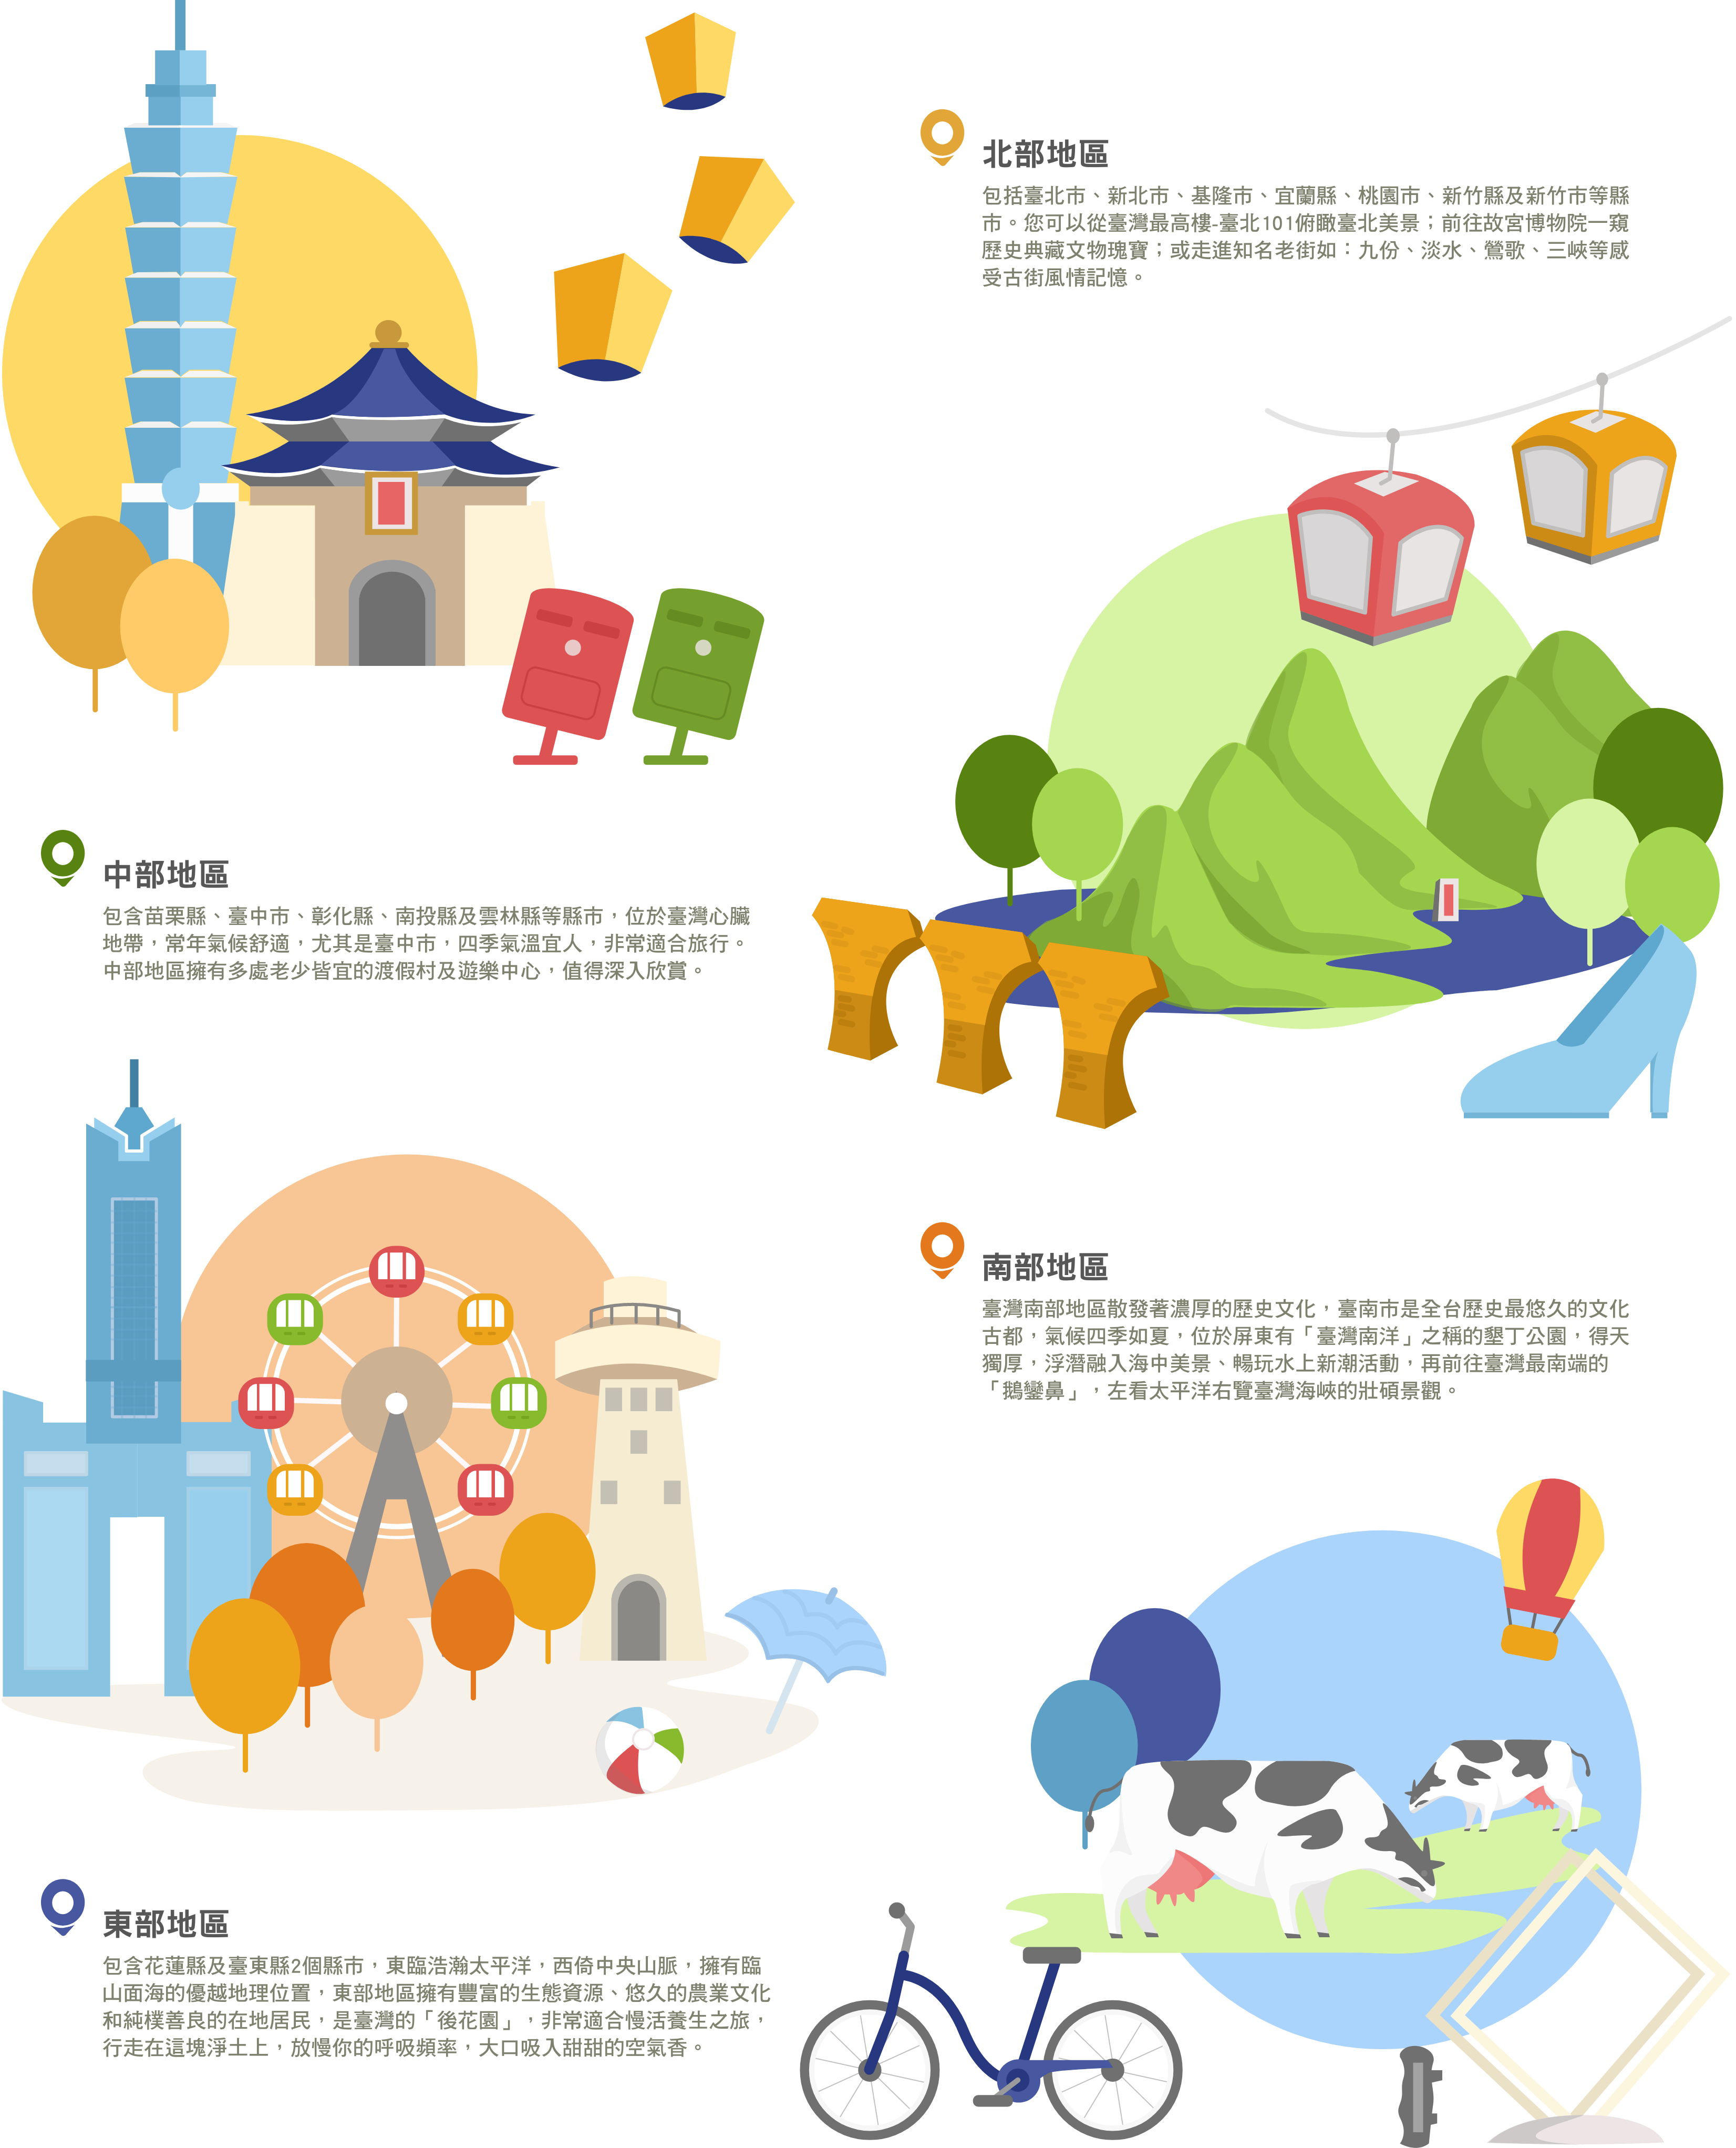 北部地區
包括臺北市、新北市、基隆市、宜蘭縣、桃園市、新竹縣及新竹市等縣
市。您可以從臺灣最高樓-臺北101俯瞰臺北美景；前往故宮博物院一窺
歷史典藏文物瑰寶；或走進知名老街如：九份、淡水、鶯歌、三峽等感
受古街風情記憶。
中部地區
包含苗栗縣、臺中市、彰化縣、南投縣及雲林縣等縣市，位於臺灣心臟
地帶，常年氣候舒適，尤其是臺中市，四季氣溫宜人，非常適合旅行。
中部地區擁有多處老少皆宜的渡假村及遊樂中心，值得深入欣賞。
南部地區
臺灣南部地區散發著濃厚的歷史文化，臺南市是全台歷史最悠久的文化
古都，氣候四季如夏，位於屏東有「臺灣南洋」之稱的墾丁公園，得天
獨厚，浮潛融入海中美景、暢玩水上新潮活動，再前往臺灣最南端的
「鵝鑾鼻」，左看太平洋右覽臺灣海峽的壯碩景觀。
東部地區
包含花蓮縣及臺東縣2個縣市，東臨浩瀚太平洋，西倚中央山脈，擁有臨
山面海的優越地理位置，東部地區擁有豐富的生態資源、悠久的農業文化
和純樸善良的在地居民，是臺灣的「後花園」，非常適合慢活養生之旅，
行走在這塊淨土上，放慢你的呼吸頻率，大口吸入甜甜的空氣香。